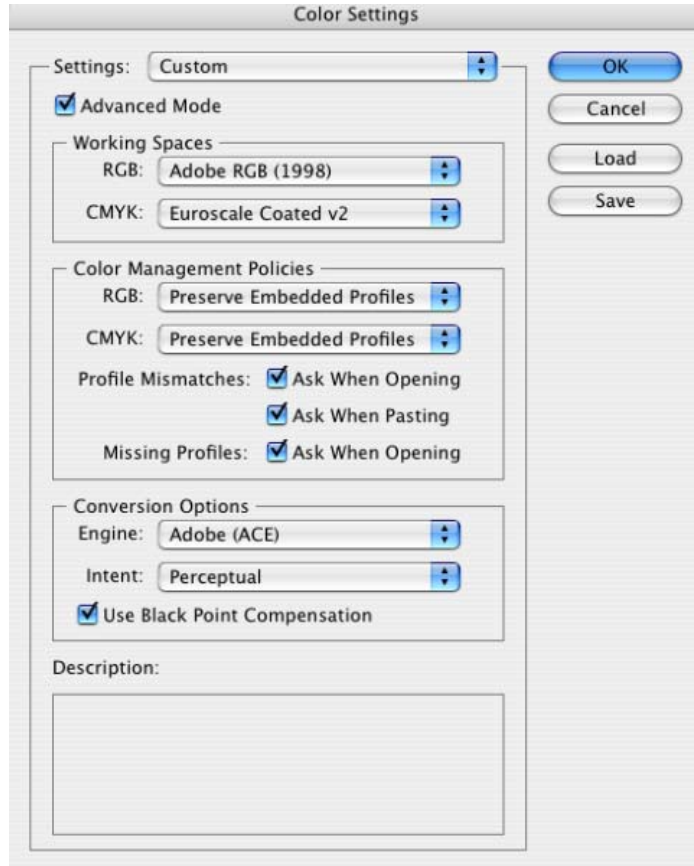 Color Settings
Settings: Custom
OK
Advanced Mode
Cancel
Working Spaces
RGB: Adobe RGB (1998)
Load
CMYK: Euroscale Coated v2
Save
Color Management Policies
RGB: Preserve Embedded Profiles
CMYK: Preserve Embedded Profiles
Profile Mismatches: Ask When Opening
Ask When Pasting
Missing Profiles: Ask When Opening
Conversion Options
Engine: Adobe (ACE)
Intent: Perceptual
Use Black Point Compensation
Description: